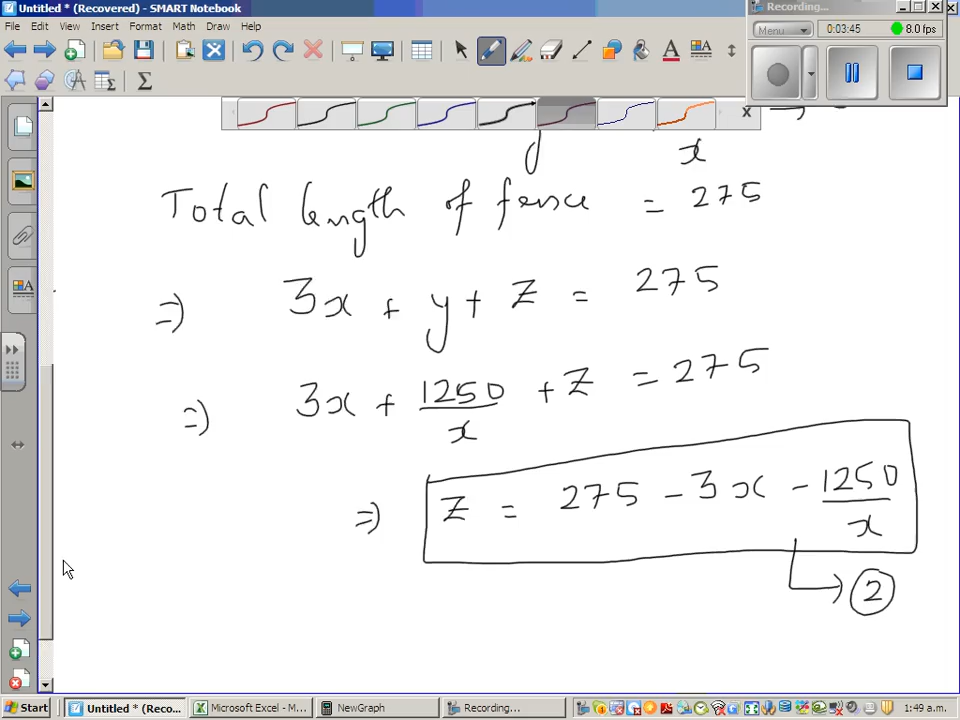 Untitled * (Recovered) - SMART Notebook
Recording...
File Edit View Insert Format Math Draw Help
Menu 0:03:45 8.0 fps
y
x
Total length of fence = 275
=) 3x + y + z = 275
=) 3x + 1250/x + z = 275
=) z = 275 - 3x - 1250/x
2
Start Untitled * (Reco... Microsoft Excel - M... NewGraph Recording... 1:49 a.m.